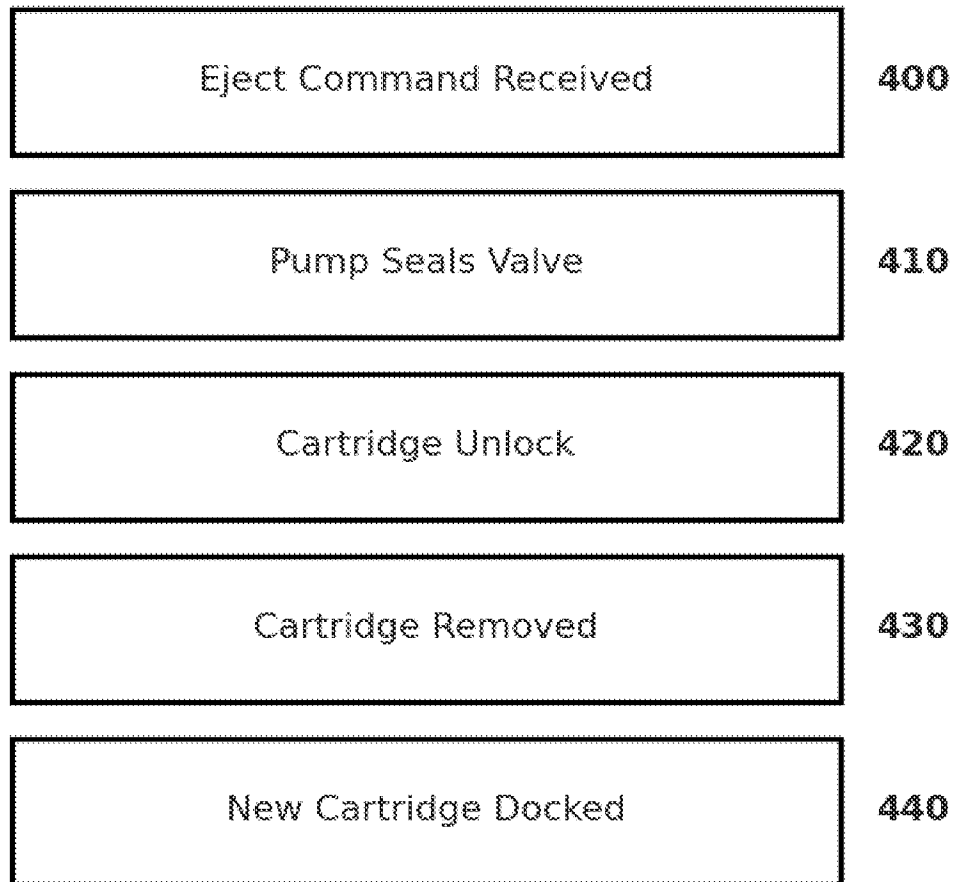 Eject Command Received 400
Pump Seals Valve 410
Cartridge Unlock 420
Cartridge Removed 430
New Cartridge Docked 440